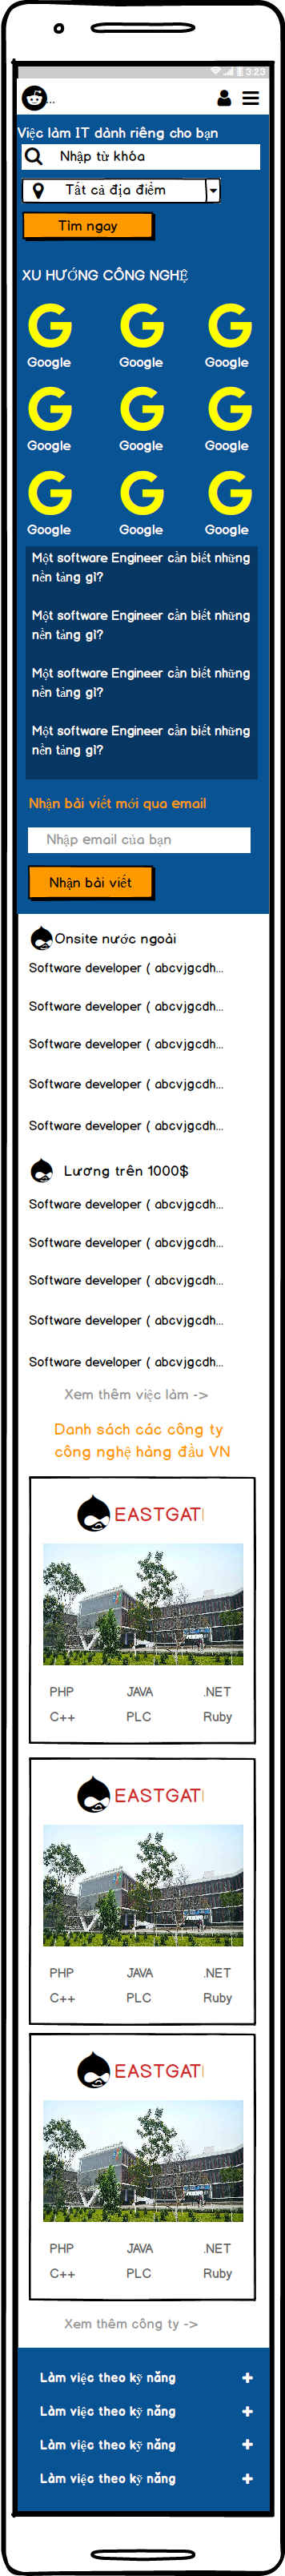 3:23
...
Việc làm IT dành riêng cho bạn
Nhập từ khóa
Tất cả địa điểm
Tìm ngay
XU HƯỚNG CÔNG NGHỆ
Google Google Google
Google Google Google
Google Google Google
Một software Engineer cần biết những
nền tảng gì?
Một software Engineer cần biết những
nền tảng gì?
Một software Engineer cần biết những
nền tảng gì?
Một software Engineer cần biết những
nền tảng gì?
Nhận bài viết mới qua email
Nhập email của bạn
Nhận bài viết
Onsite nước ngoài
Software developer ( abcvjgcdh...
Software developer ( abcvjgcdh...
Software developer ( abcvjgcdh...
Software developer ( abcvjgcdh...
Software developer ( abcvjgcdh...
Lương trên 1000$
Software developer ( abcvjgcdh...
Software developer ( abcvjgcdh...
Software developer ( abcvjgcdh...
Software developer ( abcvjgcdh...
Software developer ( abcvjgcdh...
Xem thêm việc làm ->
Danh sách các công ty
công nghệ hàng đầu VN
EASTGATI
PHP JAVA .NET
C++ PLC Ruby
EASTGATI
PHP JAVA .NET
C++ PLC Ruby
EASTGATI
PHP JAVA .NET
C++ PLC Ruby
Xem thêm công ty ->
Làm việc theo kỹ năng +
Làm việc theo kỹ năng +
Làm việc theo kỹ năng +
Làm việc theo kỹ năng +